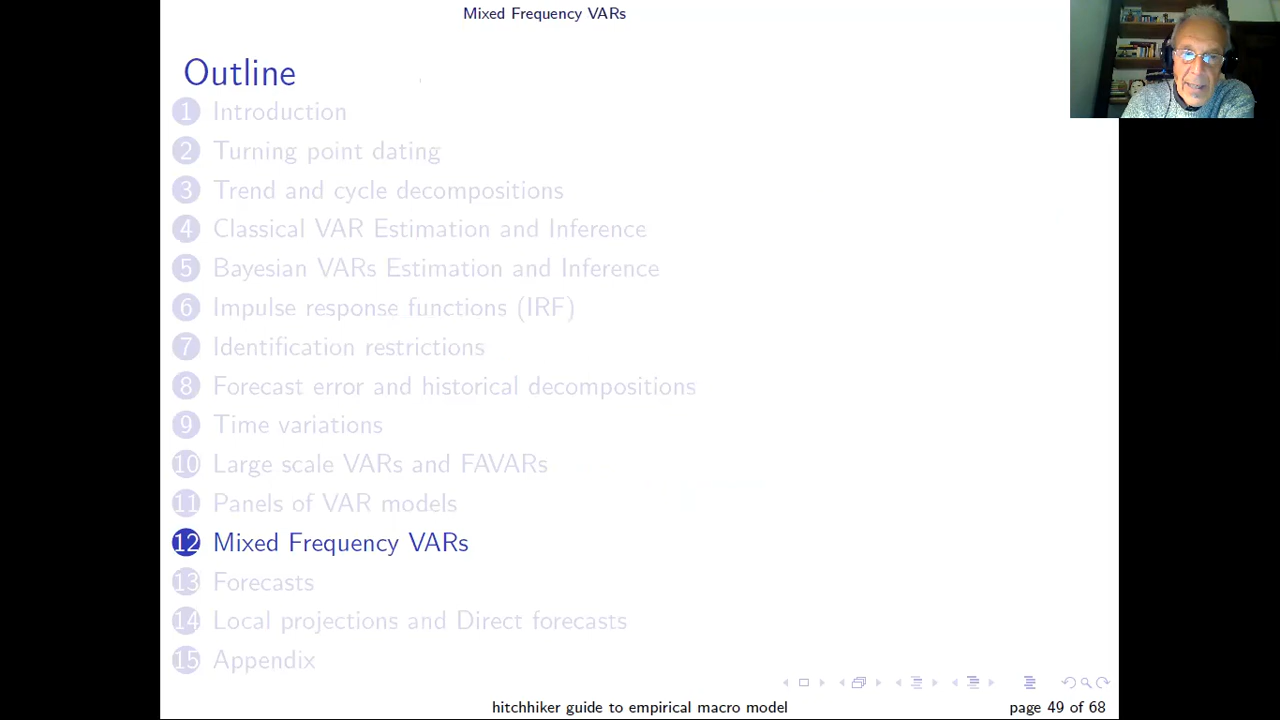 Mixed Frequency VARs
Outline
1 Introduction
2 Turning point dating
3 Trend and cycle decompositions
4 Classical VAR Estimation and Inference
5 Bayesian VARs Estimation and Inference
6 Impulse response functions (IRF)
7 Identification restrictions
8 Forecast error and historical decompositions
9 Time variations
10 Large scale VARs and FAVARs
11 Panels of VAR models
12 Mixed Frequency VARs
13 Forecasts
14 Local projections and Direct forecasts
15 Appendix
hitchhiker guide to empirical macro model
page 49 of 68